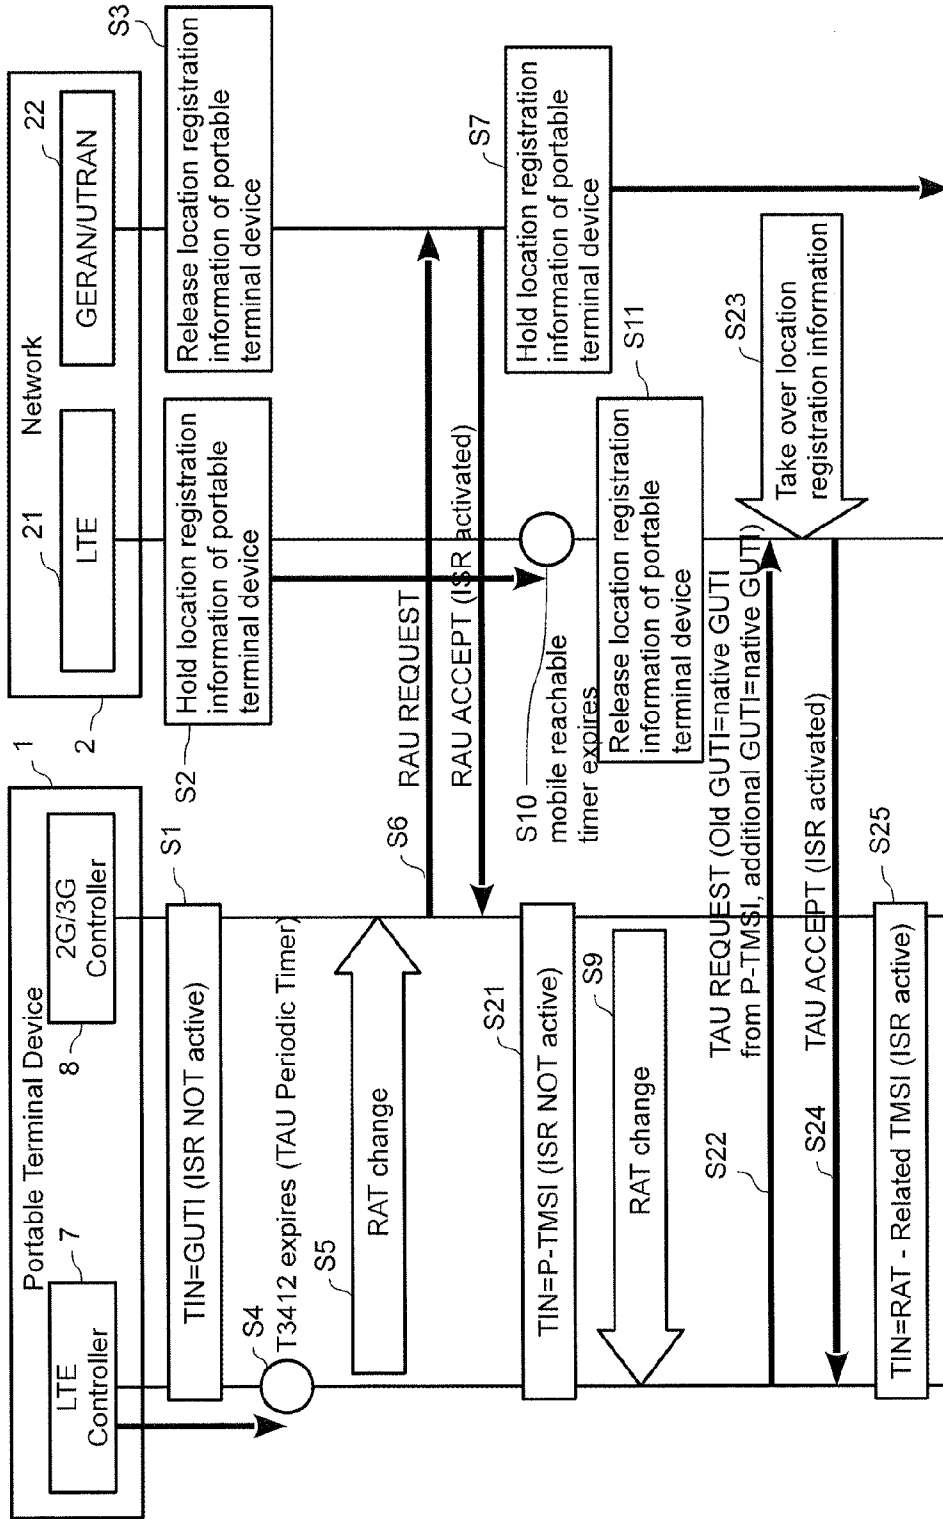 Portable Terminal Device
1
LTE
Controller
7
2G/3G
Controller
8
Network
2
LTE
21
GERAN/UTRAN
22
TIN=GUTI (ISR NOT active)
S1
Hold location registration
information of portable
terminal device
S2
Release location registration
information of portable
terminal device
S3
S4
T3412 expires (TAU Periodic Timer)
S5
RAT change
S6
RAU REQUEST
RAU ACCEPT (ISR activated)
TIN=P-TMSI (ISR NOT active)
S21
Hold location registration
information of portable
terminal device
S7
S10
mobile reachable
timer expires
RAT change
S9
Release location registration
information of portable
terminal device
S11
S22
TAU REQUEST (Old GUTI=native GUTI
from P-TMSI, additional GUTI=native GUTI)
Take over location
registration information
S23
S24
TAU ACCEPT (ISR activated)
TIN=RAT - Related TMSI (ISR active)
S25